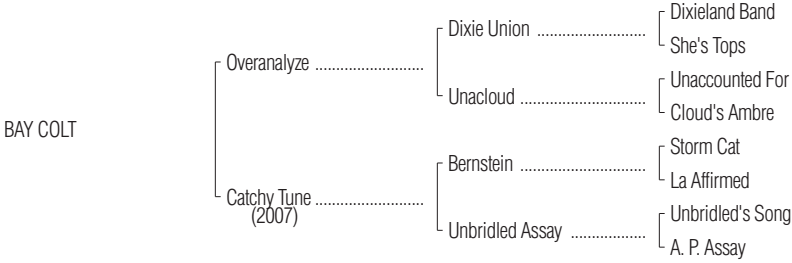 Dixieland Band
Dixie Union ..........................
She's Tops
Overanalyze ..........................
Unaccounted For
Unacloud ..............................
Cloud's Ambre
BAY COLT
Storm Cat
Bernstein ..............................
La Affirmed
Catchy Tune ..........................
(2007)
Unbridled's Song
Unbridled Assay ..................
A. P. Assay